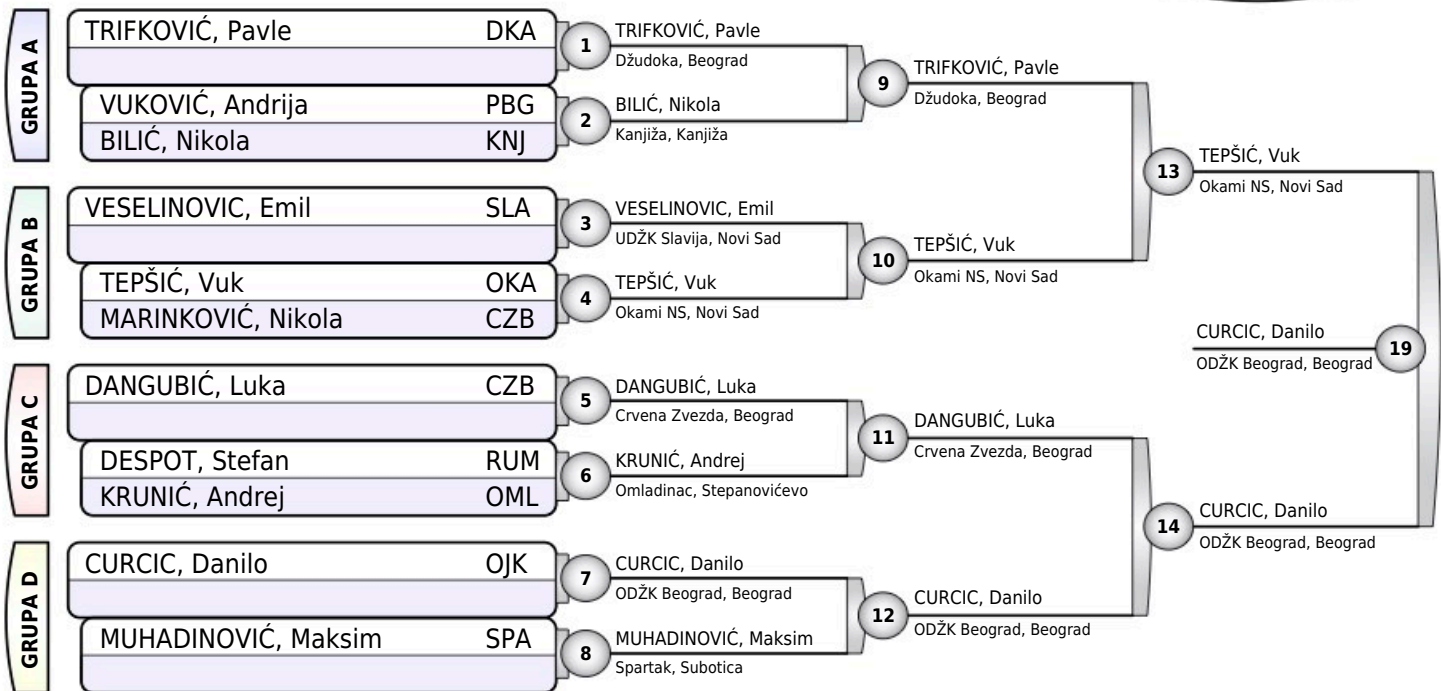 GRUPA A
TRIFKOVIĆ, Pavle DKA
VUKOVIĆ, Andrija PBG
BILIĆ, Nikola KNJ
GRUPA B
VESELINOVIC, Emil SLA
TEPŠIĆ, Vuk OKA
MARINKOVIĆ, Nikola CZB
GRUPA C
DANGUBIĆ, Luka CZB
DESPOT, Stefan RUM
KRUNIĆ, Andrej OML
GRUPA D
CURCIC, Danilo OJK
MUHADINOVIĆ, Maksim SPA
1
TRIFKOVIĆ, Pavle
Džudoka, Beograd
2
BILIĆ, Nikola
Kanjiža, Kanjiža
3
VESELINOVIC, Emil
UDŽK Slavija, Novi Sad
4
TEPŠIĆ, Vuk
Okami NS, Novi Sad
5
DANGUBIĆ, Luka
Crvena Zvezda, Beograd
6
KRUNIĆ, Andrej
Omladinac, Stepanovićevo
7
CURCIC, Danilo
ODŽK Beograd, Beograd
8
MUHADINOVIĆ, Maksim
Spartak, Subotica
9
TRIFKOVIĆ, Pavle
Džudoka, Beograd
10
TEPŠIĆ, Vuk
Okami NS, Novi Sad
11
DANGUBIĆ, Luka
Crvena Zvezda, Beograd
12
CURCIC, Danilo
ODŽK Beograd, Beograd
13
TEPŠIĆ, Vuk
Okami NS, Novi Sad
14
CURCIC, Danilo
ODŽK Beograd, Beograd
CURCIC, Danilo
ODŽK Beograd, Beograd
19